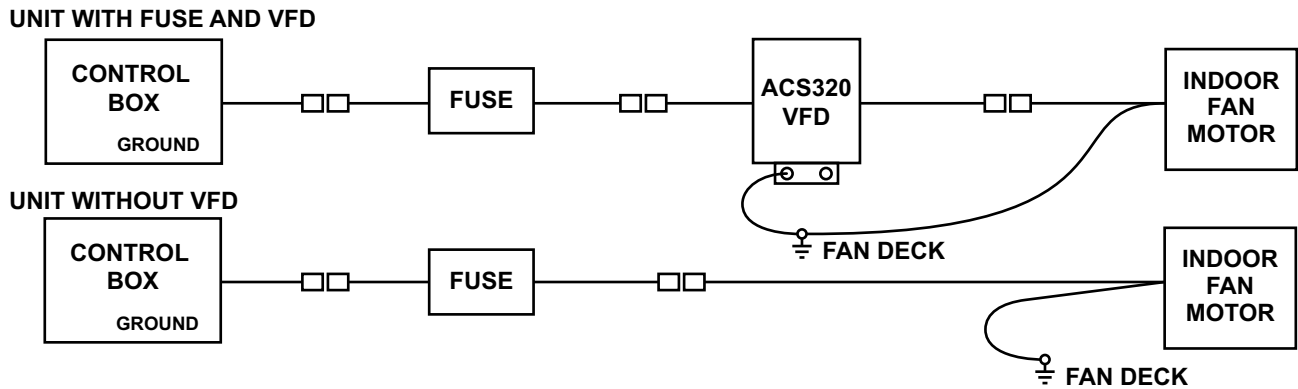 UNIT WITH FUSE AND VFD
CONTROL
BOX
GROUND
FUSE
ACS320
VFD
INDOOR
FAN
MOTOR
FAN DECK
UNIT WITHOUT VFD
CONTROL
BOX
GROUND
FUSE
INDOOR
FAN
MOTOR
FAN DECK